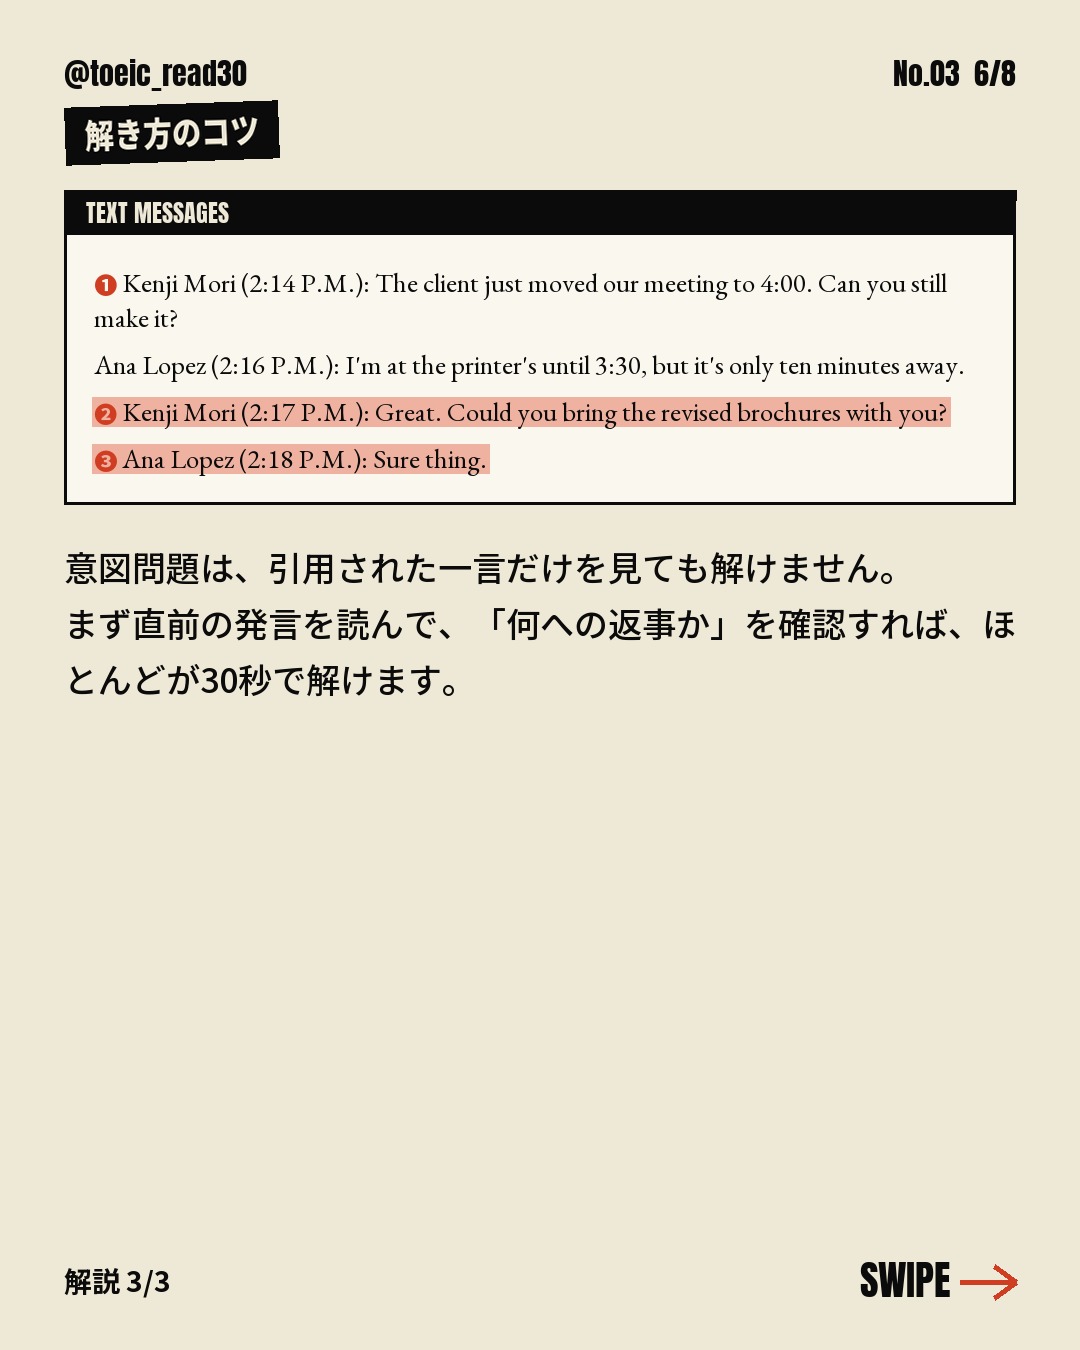 @toeic_read30
No.03 6/8
解き方のコツ
TEXT MESSAGES
❶ Kenji Mori (2:14 P.M.): The client just moved our meeting to 4:00. Can you still
make it?
Ana Lopez (2:16 P.M.): I'm at the printer's until 3:30, but it's only ten minutes away.
❷ Kenji Mori (2:17 P.M.): Great. Could you bring the revised brochures with you?
❸ Ana Lopez (2:18 P.M.): Sure thing.
意図問題は、引用された一言だけを見ても解けません。
まず直前の発言を読んで、「何への返事か」を確認すれば、ほ
とんどが30秒で解けます。
解説 3/3
SWIPE